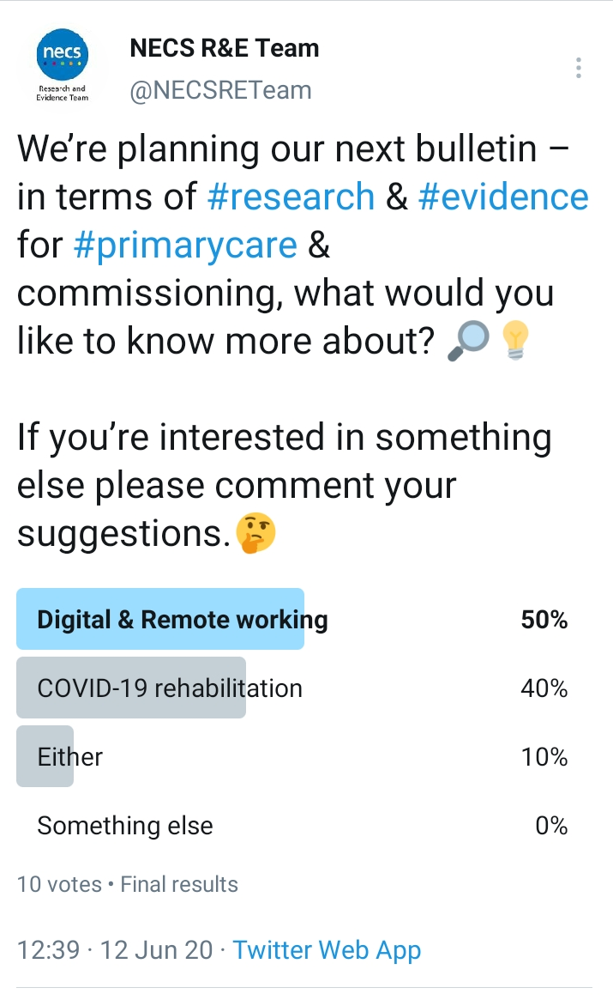 necs
Research and
Evidence Team
NECS R&E Team
@NECSRETeam
We’re planning our next bulletin –
in terms of #research & #evidence
for #primarycare &
commissioning, what would you
like to know more about? 🔎💡
If you’re interested in something
else please comment your
suggestions.🤔
Digital & Remote working 50%
COVID-19 rehabilitation 40%
Either 10%
Something else 0%
10 votes • Final results
12:39 · 12 Jun 20 · Twitter Web App